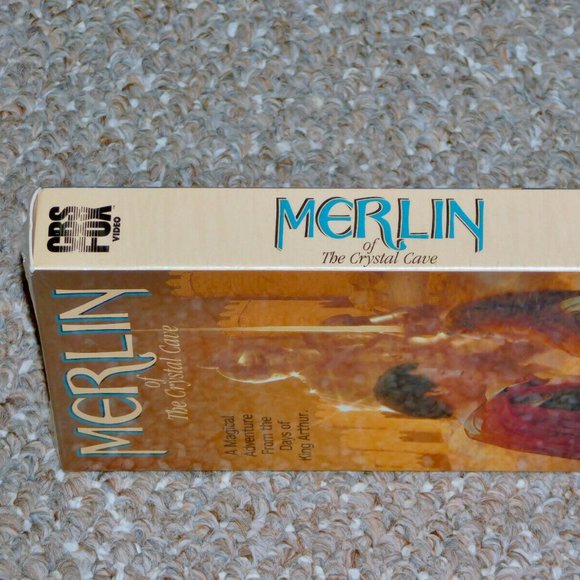 CBS
FOX
VIDEO
MERLIN
of
The Crystal Cave
MERLIN
of
The Crystal Cave
A Magical
Adventure
From the
Days of
King Arthur.